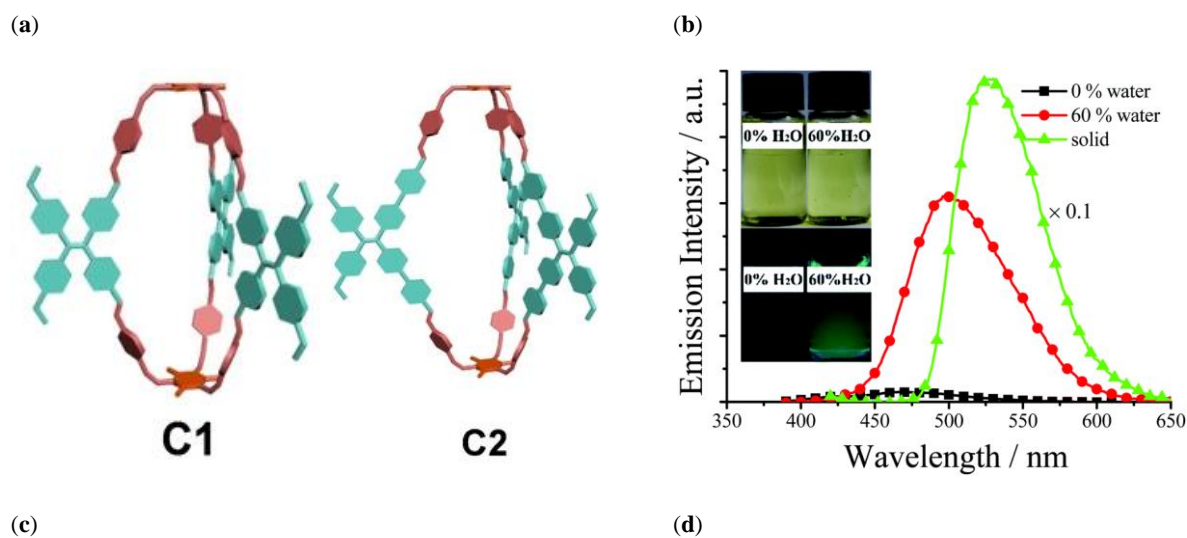 (a)
(b)
C1
C2
Emission Intensity / a.u.
0% H₂O 60%H₂O
0% H₂O 60%H₂O
0 % water
60 % water
solid
× 0.1
350 400 450 500 550 600 650
Wavelength / nm
(c)
(d)